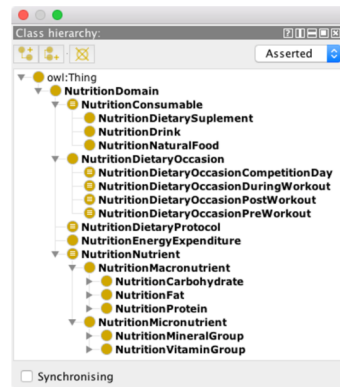 Class hierarchy:
Asserted
owl:Thing
NutritionDomain
NutritionConsumable
NutritionDietarySuplement
NutritionDrink
NutritionNaturalFood
NutritionDietaryOccasion
NutritionDietaryOccasionCompetitionDay
NutritionDietaryOccasionDuringWorkout
NutritionDietaryOccasionPostWorkout
NutritionDietaryOccasionPreWorkout
NutritionDietaryProtocol
NutritionEnergyExpenditure
NutritionNutrient
NutritionMacronutrient
NutritionCarbohydrate
NutritionFat
NutritionProtein
NutritionMicronutrient
NutritionMineralGroup
NutritionVitaminGroup
Synchronising